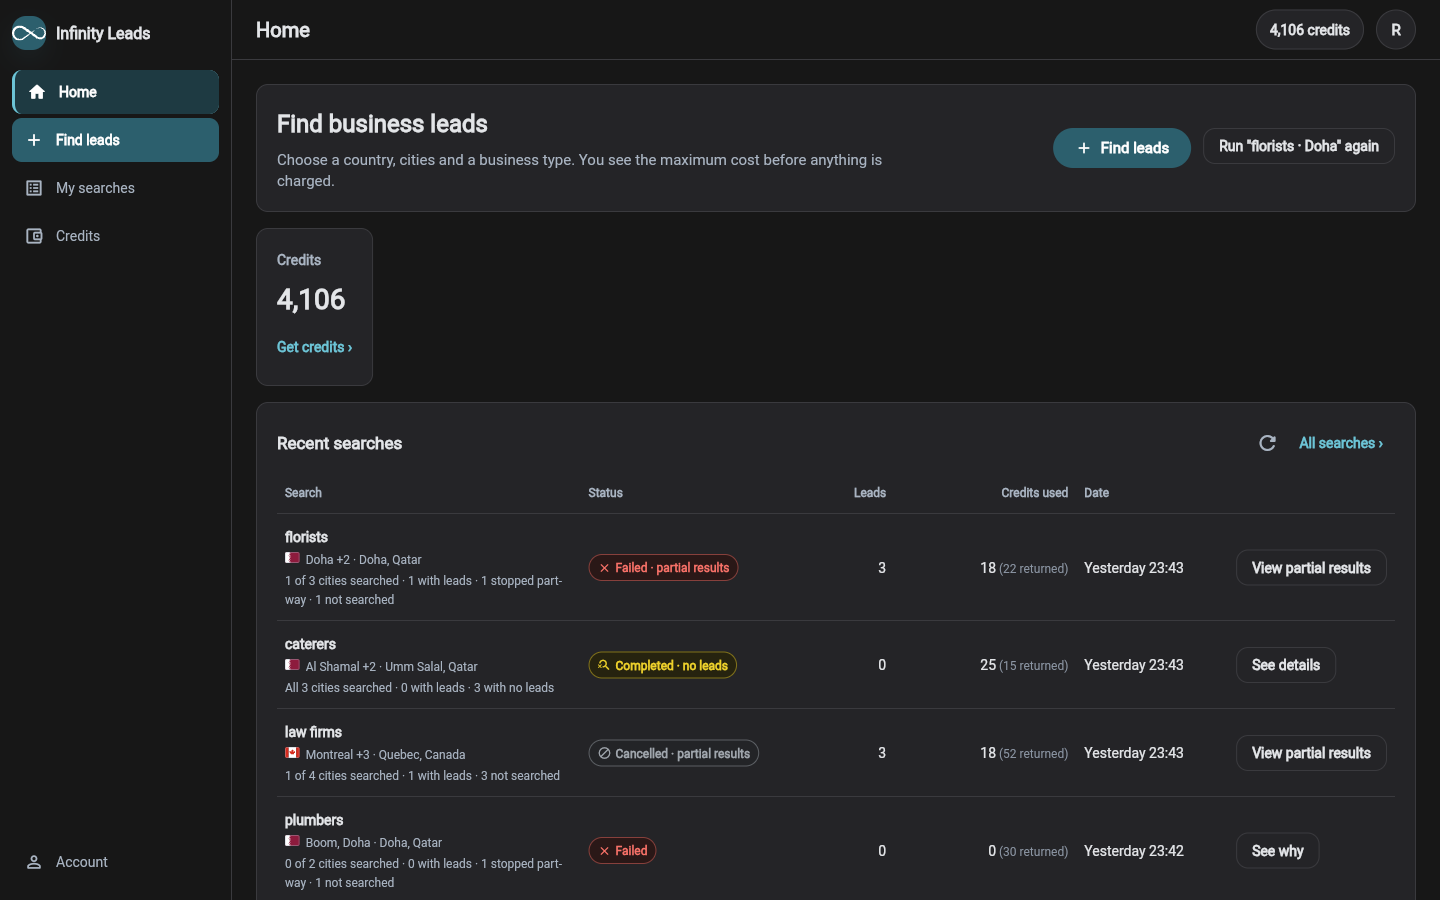 Infinity Leads
Home
4,106 credits
R
Home
Find leads
My searches
Credits
Account
Find business leads
Choose a country, cities and a business type. You see the maximum cost before anything is
charged.
Find leads
Run "florists · Doha" again
Credits
4,106
Get credits ›
Recent searches
All searches ›
Search Status Leads Credits used Date
florists
Doha +2 · Doha, Qatar
1 of 3 cities searched · 1 with leads · 1 stopped part-
way · 1 not searched
Failed · partial results
3
18 (22 returned)
Yesterday 23:43
View partial results
caterers
Al Shamal +2 · Umm Salal, Qatar
All 3 cities searched · 0 with leads · 3 with no leads
Completed · no leads
0
25 (15 returned)
Yesterday 23:43
See details
law firms
Montreal +3 · Quebec, Canada
1 of 4 cities searched · 1 with leads · 3 not searched
Cancelled · partial results
3
18 (52 returned)
Yesterday 23:43
View partial results
plumbers
Boom, Doha · Doha, Qatar
0 of 2 cities searched · 0 with leads · 1 stopped part-
way · 1 not searched
Failed
0
0 (30 returned)
Yesterday 23:42
See why